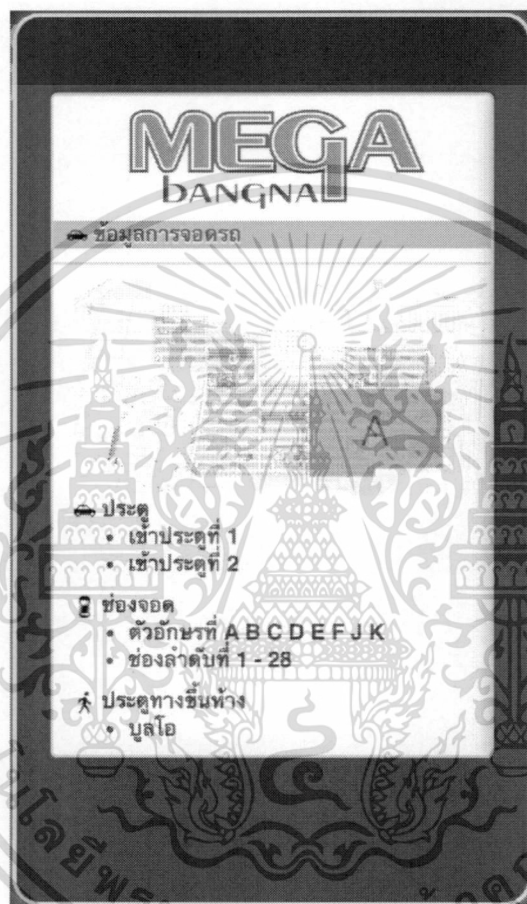 MEGA
bANGNA
ข้อมูลการจอดรถ
A
ประตู
• เข้าประตูที่ 1
• เข้าประตูที่ 2
ช่องจอด
• ตัวอักษรที่ A B C D E F J K
• ช่องลำดับที่ 1 - 28
ประตูทางขึ้นห้าง
• บูลโอ